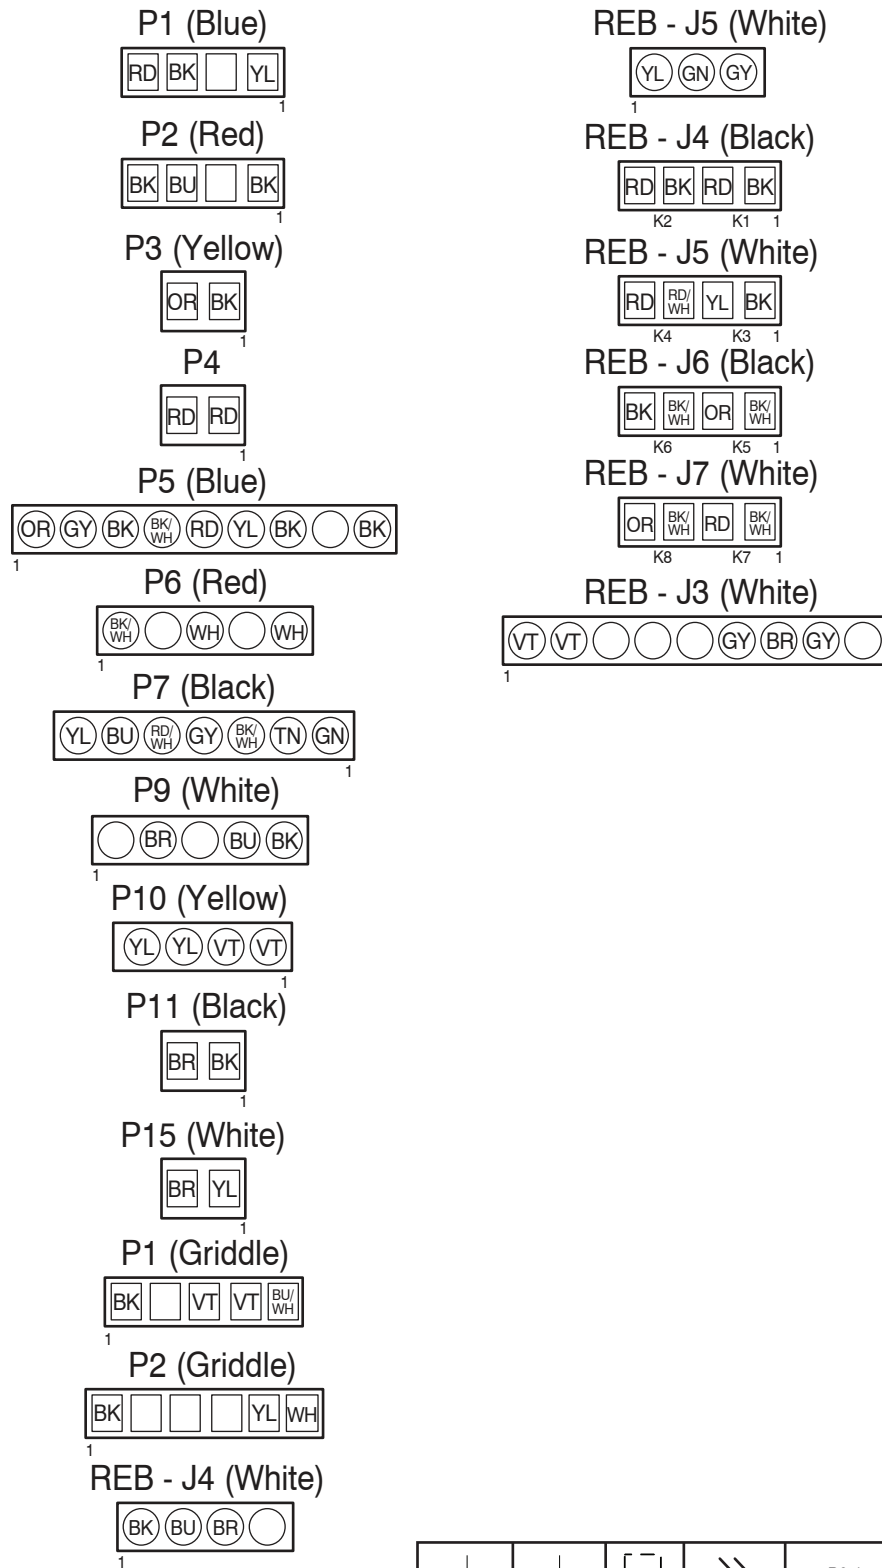 P1 (Blue)
RD BK YL
1
P2 (Red)
BK BU BK
1
P3 (Yellow)
OR BK
1
P4
RD RD
1
P5 (Blue)
OR GY BK BK/WH RD YL BK BK
1
P6 (Red)
BK/WH WH WH
1
P7 (Black)
YL BU RD/WH GY BK/WH TN GN
1
P9 (White)
BR BU BK
1
P10 (Yellow)
YL YL VT VT
1
P11 (Black)
BR BK
1
P15 (White)
BR YL
1
P1 (Griddle)
BK VT VT BU/WH
1
P2 (Griddle)
BK YL WH
1
REB - J4 (White)
BK BU BR
1
REB - J5 (White)
YL GN GY
1
REB - J4 (Black)
RD BK RD BK
K2 K1 1
REB - J5 (White)
RD RD/WH YL BK
K4 K3 1
REB - J6 (Black)
BK BK/WH OR BK/WH
K6 K5 1
REB - J7 (White)
OR BK/WH RD BK/WH
K8 K7 1
REB - J3 (White)
VT VT GY BR GY
1